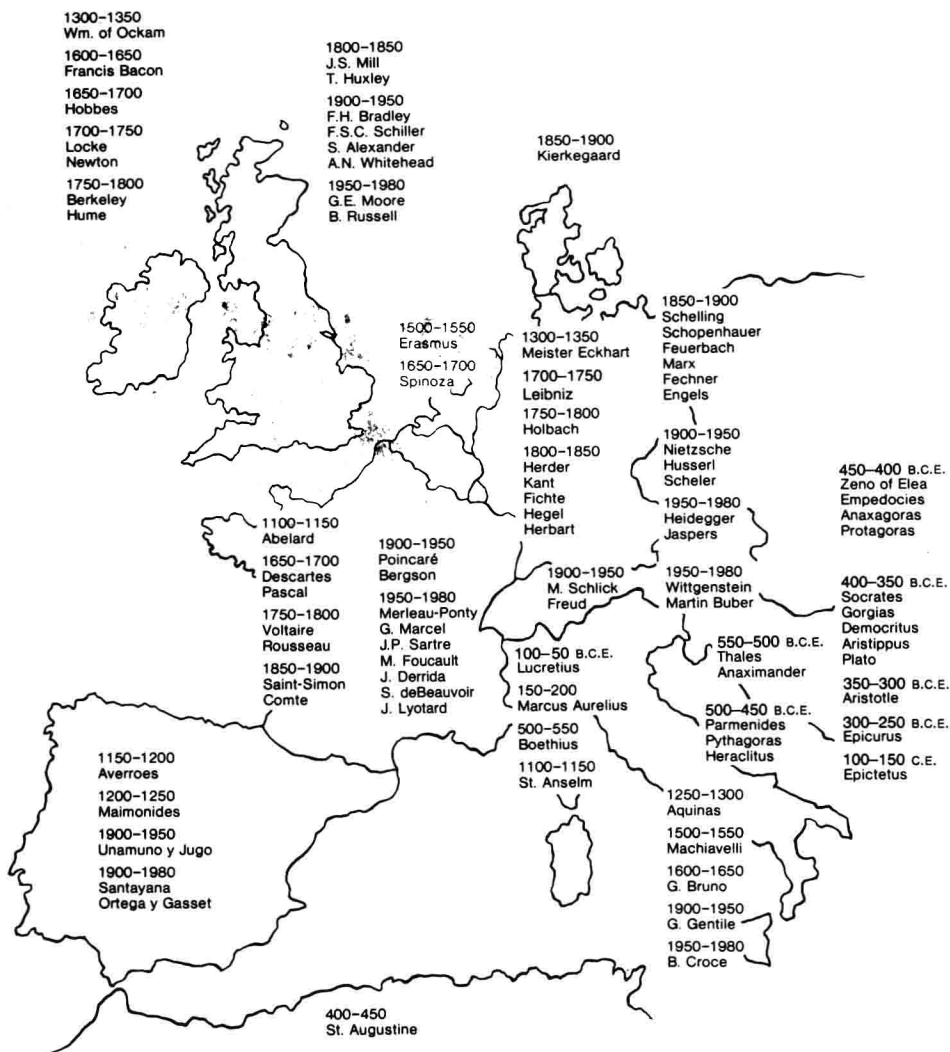 1300–1350
Wm. of Ockam
1600–1650
Francis Bacon
1650–1700
Hobbes
1700–1750
Locke
Newton
1750–1800
Berkeley
Hume
1800–1850
J.S. Mill
T. Huxley
1900–1950
F.H. Bradley
F.S.C. Schiller
S. Alexander
A.N. Whitehead
1950–1980
G.E. Moore
B. Russell
1850–1900
Kierkegaard
1500–1550
Erasmus
1650–1700
Spinoza
1300–1350
Meister Eckhart
1700–1750
Leibniz
1750–1800
Holbach
1800–1850
Herder
Kant
Fichte
Hegel
Herbart
1850–1900
Schelling
Schopenhauer
Feuerbach
Marx
Fechner
Engels
1900–1950
Nietzsche
Husserl
Scheler
1950–1980
Heidegger
Jaspers
450–400 B.C.E.
Zeno of Elea
Empedocies
Anaxagoras
Protagoras
1100–1150
Abelard
1650–1700
Descartes
Pascal
1750–1800
Voltaire
Rousseau
1850–1900
Saint-Simon
Comte
1900–1950
Poincaré
Bergson
1950–1980
Merleau-Ponty
G. Marcel
J.P. Sartre
M. Foucault
J. Derrida
S. deBeauvoir
J. Lyotard
1900–1950
M. Schlick
Freud
1950–1980
Wittgenstein
Martin Buber
400–350 B.C.E.
Socrates
Gorgias
Democritus
Aristippus
Plato
350–300 B.C.E.
Aristotle
300–250 B.C.E.
Epicurus
100–150 C.E.
Epictetus
100–50 B.C.E.
Lucretius
150–200
Marcus Aurelius
500–550
Boethius
1100–1150
St. Anselm
550–500 B.C.E.
Thales
Anaximander
500–450 B.C.E.
Parmenides
Pythagoras
Heraclitus
1150–1200
Averroes
1200–1250
Maimonides
1900–1950
Unamuno y Jugo
1900–1980
Santayana
Ortega y Gasset
1250–1300
Aquinas
1500–1550
Machiavelli
1600–1650
G. Bruno
1900–1950
G. Gentile
1950–1980
B. Croce
400–450
St. Augustine